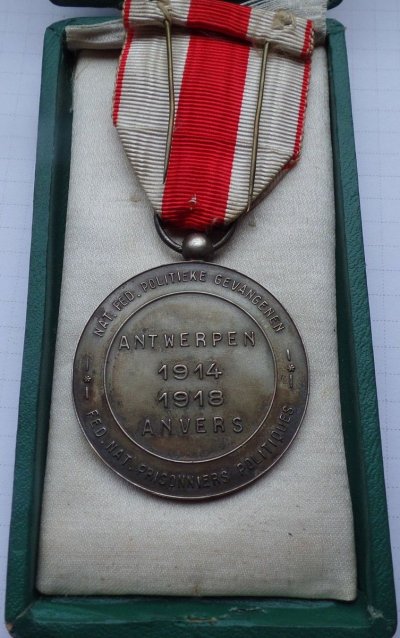 NAT. FED. POLITIEKE GEVANGENEN
ANTWERPEN
1914
1918
ANVERS
FED. NAT. PRISONNIERS POLITIQUES